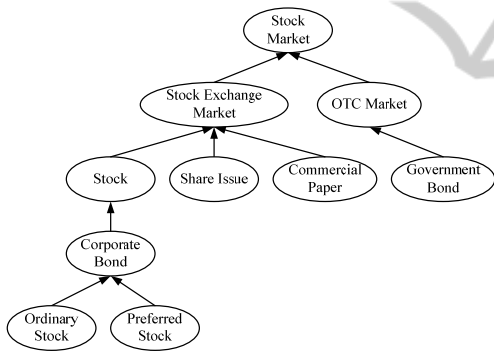 Stock
Market
Stock Exchange
Market
OTC Market
Stock
Share Issue
Commercial
Paper
Government
Bond
Corporate
Bond
Ordinary
Stock
Preferred
Stock